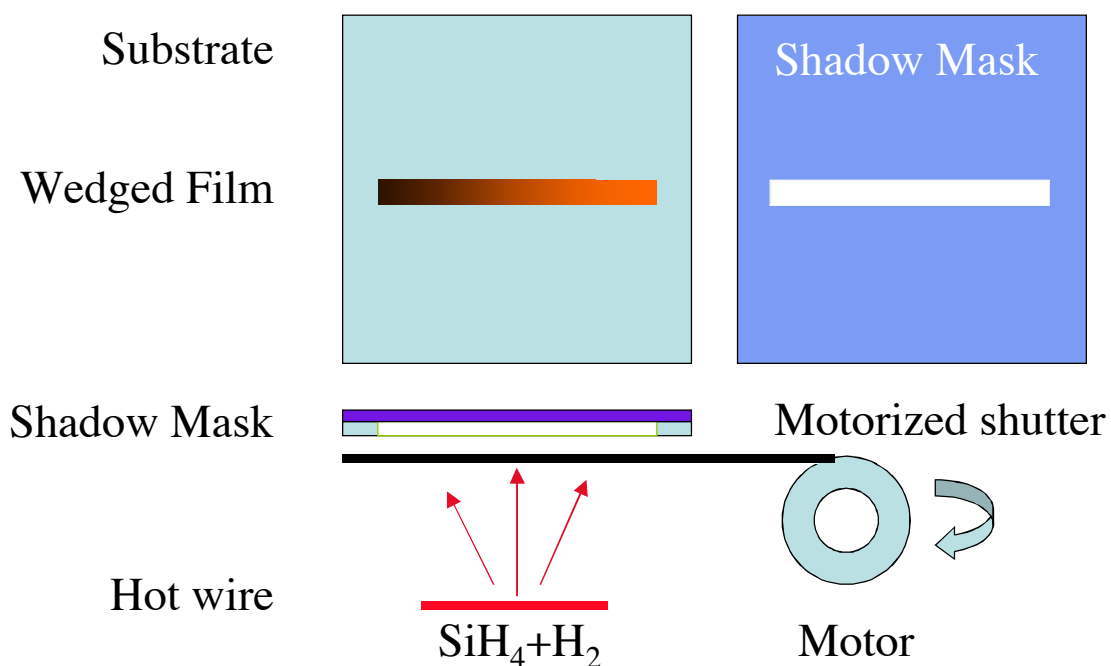 Substrate
Shadow Mask
Wedged Film
Shadow Mask
Motorized shutter
Hot wire
SiH₄+H₂
Motor